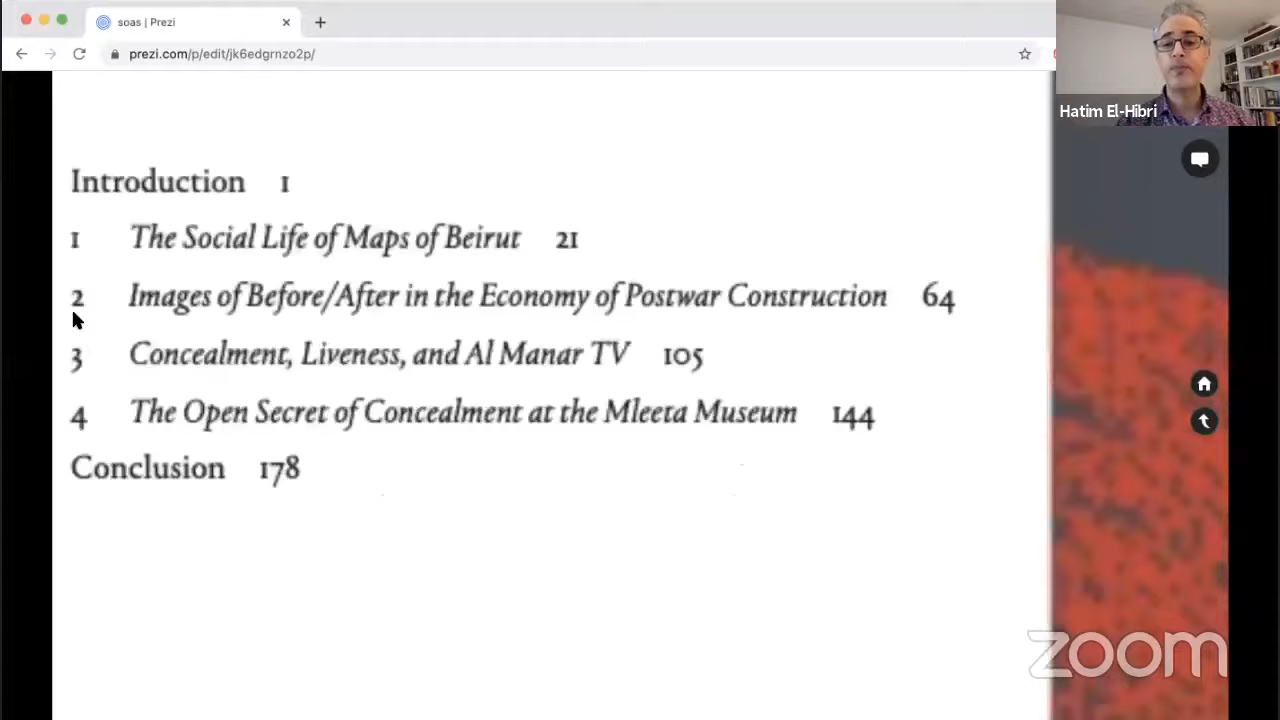 soas | Prezi
prezi.com/p/edit/jk6edgrnzo2p/
Hatim El-Hibri
Introduction 1
1 The Social Life of Maps of Beirut 21
2 Images of Before/After in the Economy of Postwar Construction 64
3 Concealment, Liveness, and Al Manar TV 105
4 The Open Secret of Concealment at the Mleeta Museum 144
Conclusion 178
zoom